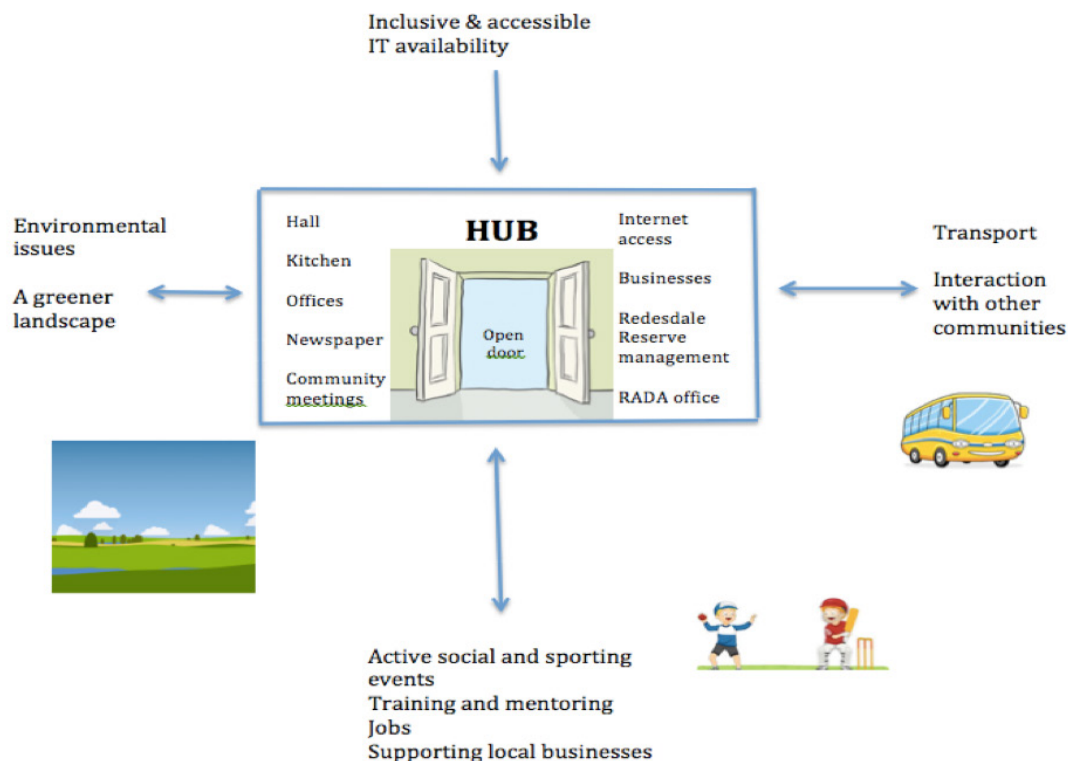 Inclusive & accessible
IT availability
Environmental
issues
A greener
landscape
Hall
Kitchen
Offices
Newspaper
Community
meetings
HUB
Open
door
Internet
access
Businesses
Redesdale
Reserve
management
RADA office
Transport
Interaction
with other
communities
Active social and sporting
events
Training and mentoring
Jobs
Supporting local businesses